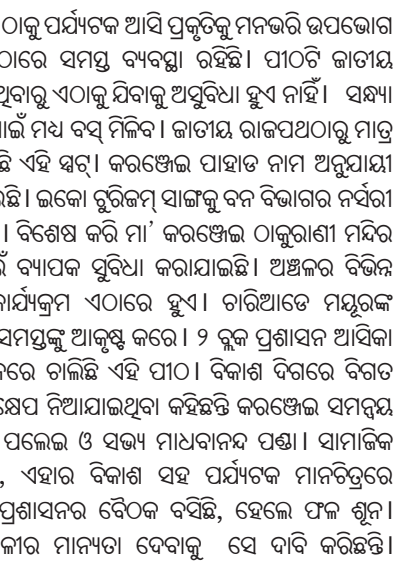 ଠାକୁ ପର୍ଯ୍ୟଟକ ଆସି ପ୍ରକୃତିକୁ ମନଭରି ଉପଭୋଗ
ଠାରେ ସମସ୍ତ ବ୍ୟବସ୍ଥା ରହିଛି। ପୀଠଟି ଜାତୀୟ
ଥିବାରୁ ଏଠାକୁ ଯିବାକୁ ଅସୁବିଧା ହୁଏ ନାହିଁ। ସନ୍ଧ୍ୟା
ପାଇଁ ମଧ୍ୟ ବସ୍ ମିଳିବ। ଜାତୀୟ ରାଜପଥଠାରୁ ମାତ୍ର
ଛି ଏହି ସ୍ପଟ୍। କରଞ୍ଜେଇ ପାହାଡ ନାମ ଅନୁଯାୟୀ
ଇଛି। ଇକୋ ଟୁରିଜମ୍ ସାଙ୍ଗକୁ ବନ ବିଭାଗର ନର୍ସରୀ
। ବିଶେଷ କରି ମା' କରଞ୍ଜେଇ ଠାକୁରାଣୀ ମନ୍ଦିର
ଇଁ ବ୍ୟାପକ ସୁବିଧା କରାଯାଇଛି। ଅଞ୍ଚଳର ବିଭିନ୍ନ
କାର୍ଯ୍ୟକ୍ରମ ଏଠାରେ ହୁଏ। ଚାରିଆଡେ ମୟୂରଙ୍କ
ସମସ୍ତଙ୍କୁ ଆକୃଷ୍ଟ କରେ। ୨ ବ୍ଲକ ପ୍ରଶାସନ ଆସିକା
ନରେ ଚାଲିଛି ଏହି ପୀଠ। ବିକାଶ ଦିଗରେ ବିଗତ
କ୍ଷେପ ନିଆଯାଇଥିବା କହିଛନ୍ତି କରଞ୍ଜେଇ ସମନ୍ୱୟ
ପଲେଇ ଓ ସଭ୍ୟ ମାଧବାନନ୍ଦ ପଣ୍ଡା। ସାମାଜିକ
, ଏହାର ବିକାଶ ସହ ପର୍ଯ୍ୟଟକ ମାନଚିତ୍ରରେ
ପ୍ରଶାସନର ବୈଠକ ବସିଛି, ହେଲେ ଫଳ ଶୂନ।
ଳୀର ମାନ୍ୟତା ଦେବାକୁ ସେ ଦାବି କରିଛନ୍ତି।